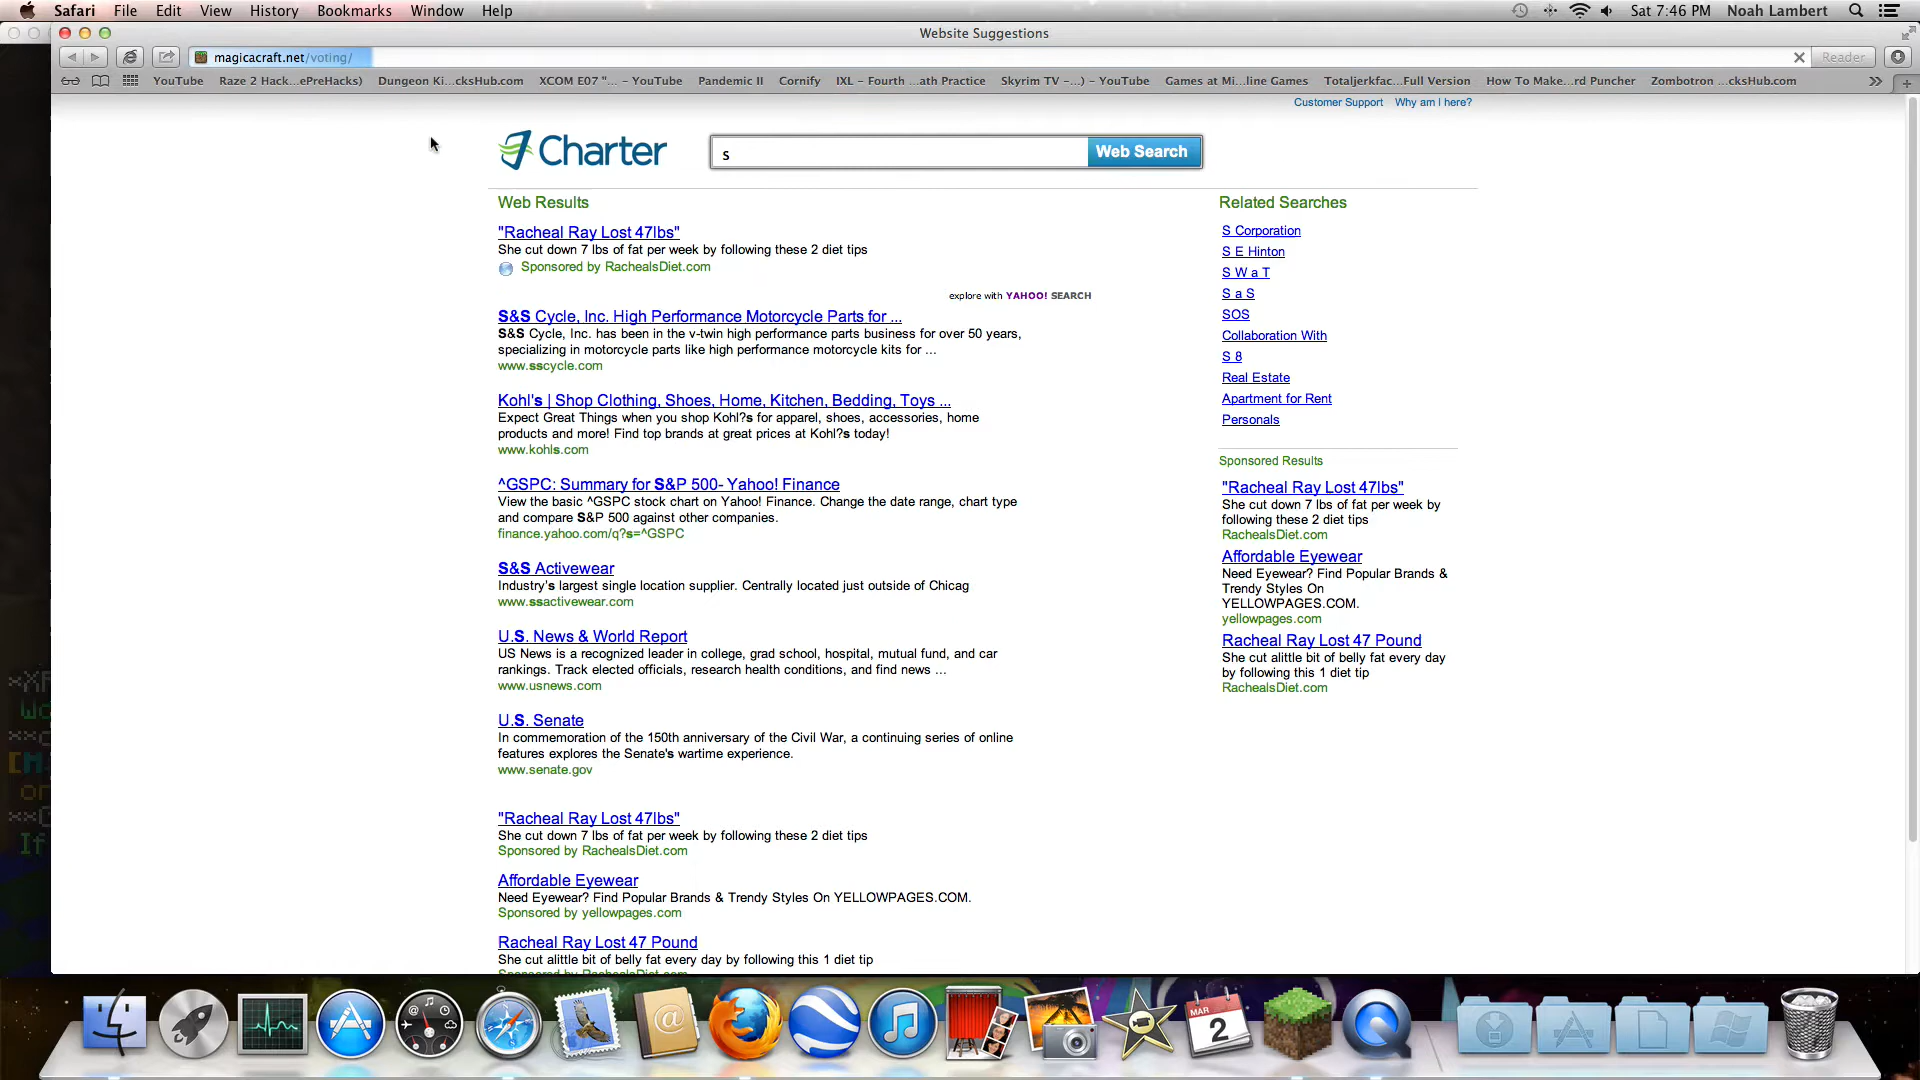 Safari File Edit View History Bookmarks Window Help Sat 7:46 PM Noah Lambert
Website Suggestions
magicacraft.net/voting/ Reader
YouTube Raze 2 Hack...ePreHacks) Dungeon Ki...cksHub.com XCOM E07 "... – YouTube Pandemic II Cornify IXL – Fourth ...ath Practice Skyrim TV –...) – YouTube Games at Mi...line Games Totaljerkfac...Full Version How To Make...rd Puncher Zombotron ...cksHub.com
Customer Support Why am I here?
Charter
s
Web Search
Web Results
"Racheal Ray Lost 47lbs"
She cut down 7 lbs of fat per week by following these 2 diet tips
Sponsored by RachealsDiet.com
explore with YAHOO! SEARCH
S&S Cycle, Inc. High Performance Motorcycle Parts for ...
S&S Cycle, Inc. has been in the v-twin high performance parts business for over 50 years,
specializing in motorcycle parts like high performance motorcycle kits for ...
www.sscycle.com
Kohl's | Shop Clothing, Shoes, Home, Kitchen, Bedding, Toys ...
Expect Great Things when you shop Kohl?s for apparel, shoes, accessories, home
products and more! Find top brands at great prices at Kohl?s today!
www.kohls.com
^GSPC: Summary for S&P 500- Yahoo! Finance
View the basic ^GSPC stock chart on Yahoo! Finance. Change the date range, chart type
and compare S&P 500 against other companies.
finance.yahoo.com/q?s=^GSPC
S&S Activewear
Industry's largest single location supplier. Centrally located just outside of Chicag
www.ssactivewear.com
U.S. News & World Report
US News is a recognized leader in college, grad school, hospital, mutual fund, and car
rankings. Track elected officials, research health conditions, and find news ...
www.usnews.com
U.S. Senate
In commemoration of the 150th anniversary of the Civil War, a continuing series of online
features explores the Senate's wartime experience.
www.senate.gov
"Racheal Ray Lost 47lbs"
She cut down 7 lbs of fat per week by following these 2 diet tips
Sponsored by RachealsDiet.com
Affordable Eyewear
Need Eyewear? Find Popular Brands & Trendy Styles On YELLOWPAGES.COM.
Sponsored by yellowpages.com
Racheal Ray Lost 47 Pound
She cut alittle bit of belly fat every day by following this 1 diet tip
Sponsored by RachealsDiet.com
Related Searches
S Corporation
S E Hinton
S W a T
S a S
SOS
Collaboration With
S 8
Real Estate
Apartment for Rent
Personals
Sponsored Results
"Racheal Ray Lost 47lbs"
She cut down 7 lbs of fat per week by
following these 2 diet tips
RachealsDiet.com
Affordable Eyewear
Need Eyewear? Find Popular Brands &
Trendy Styles On
YELLOWPAGES.COM.
yellowpages.com
Racheal Ray Lost 47 Pound
She cut alittle bit of belly fat every day
by following this 1 diet tip
RachealsDiet.com
MAR
2